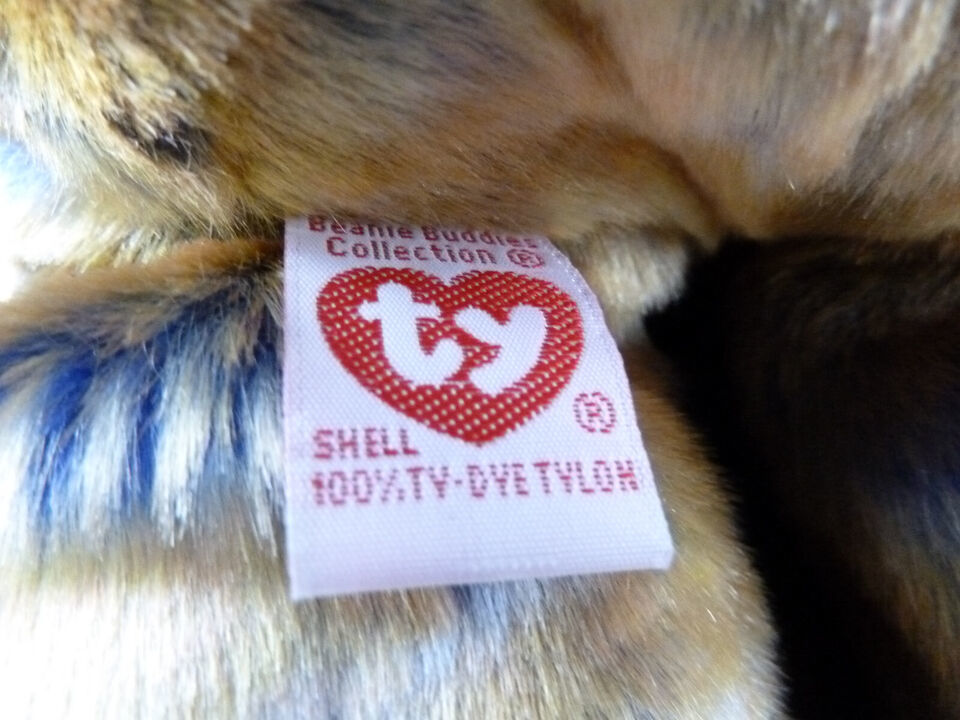 Beanie Buddies
Collection ®
ty
®
SHELL
100% TY-DYE TYLON